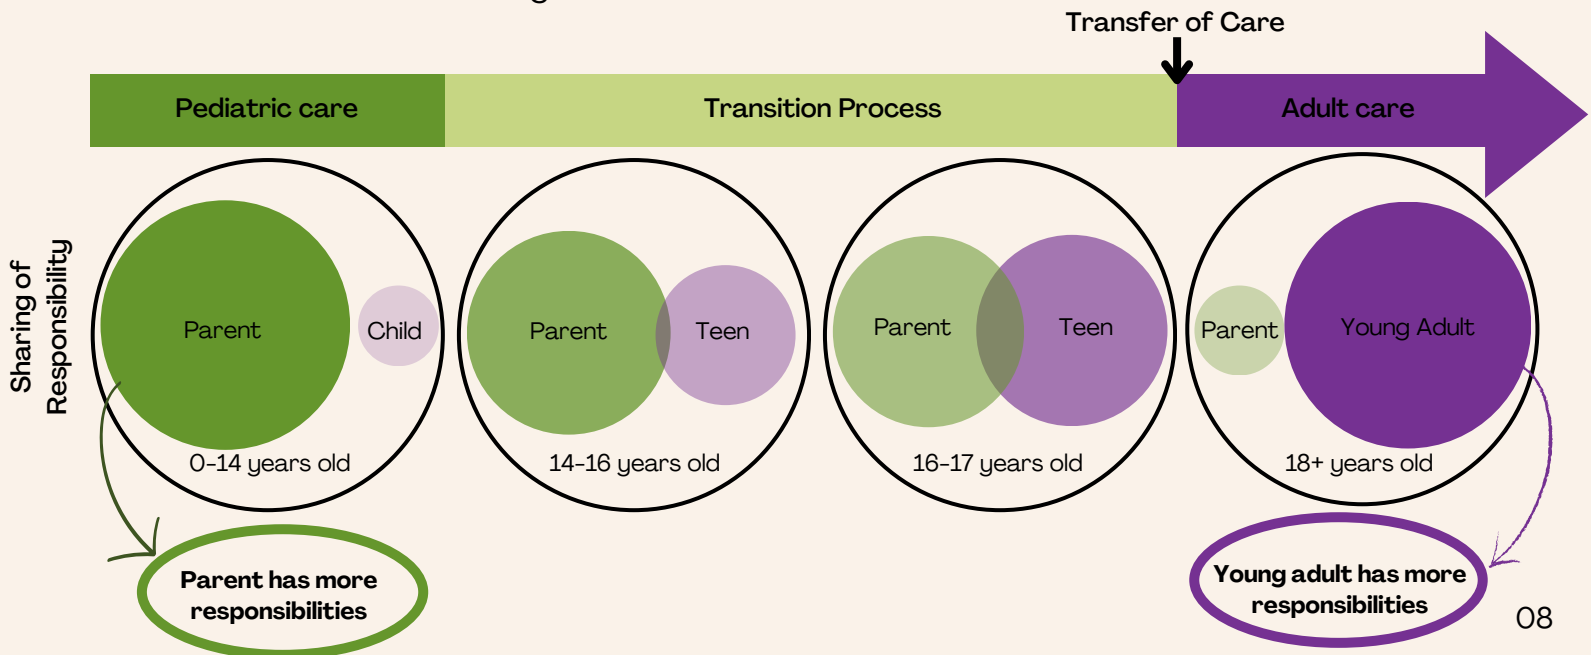 Transfer of Care
Pediatric care
Transition Process
Adult care
Sharing of
Responsibility
Parent
Child
0-14 years old
Parent
Teen
14-16 years old
Parent
Teen
16-17 years old
Parent
Young Adult
18+ years old
Parent has more
responsibilities
Young adult has more
responsibilities
08